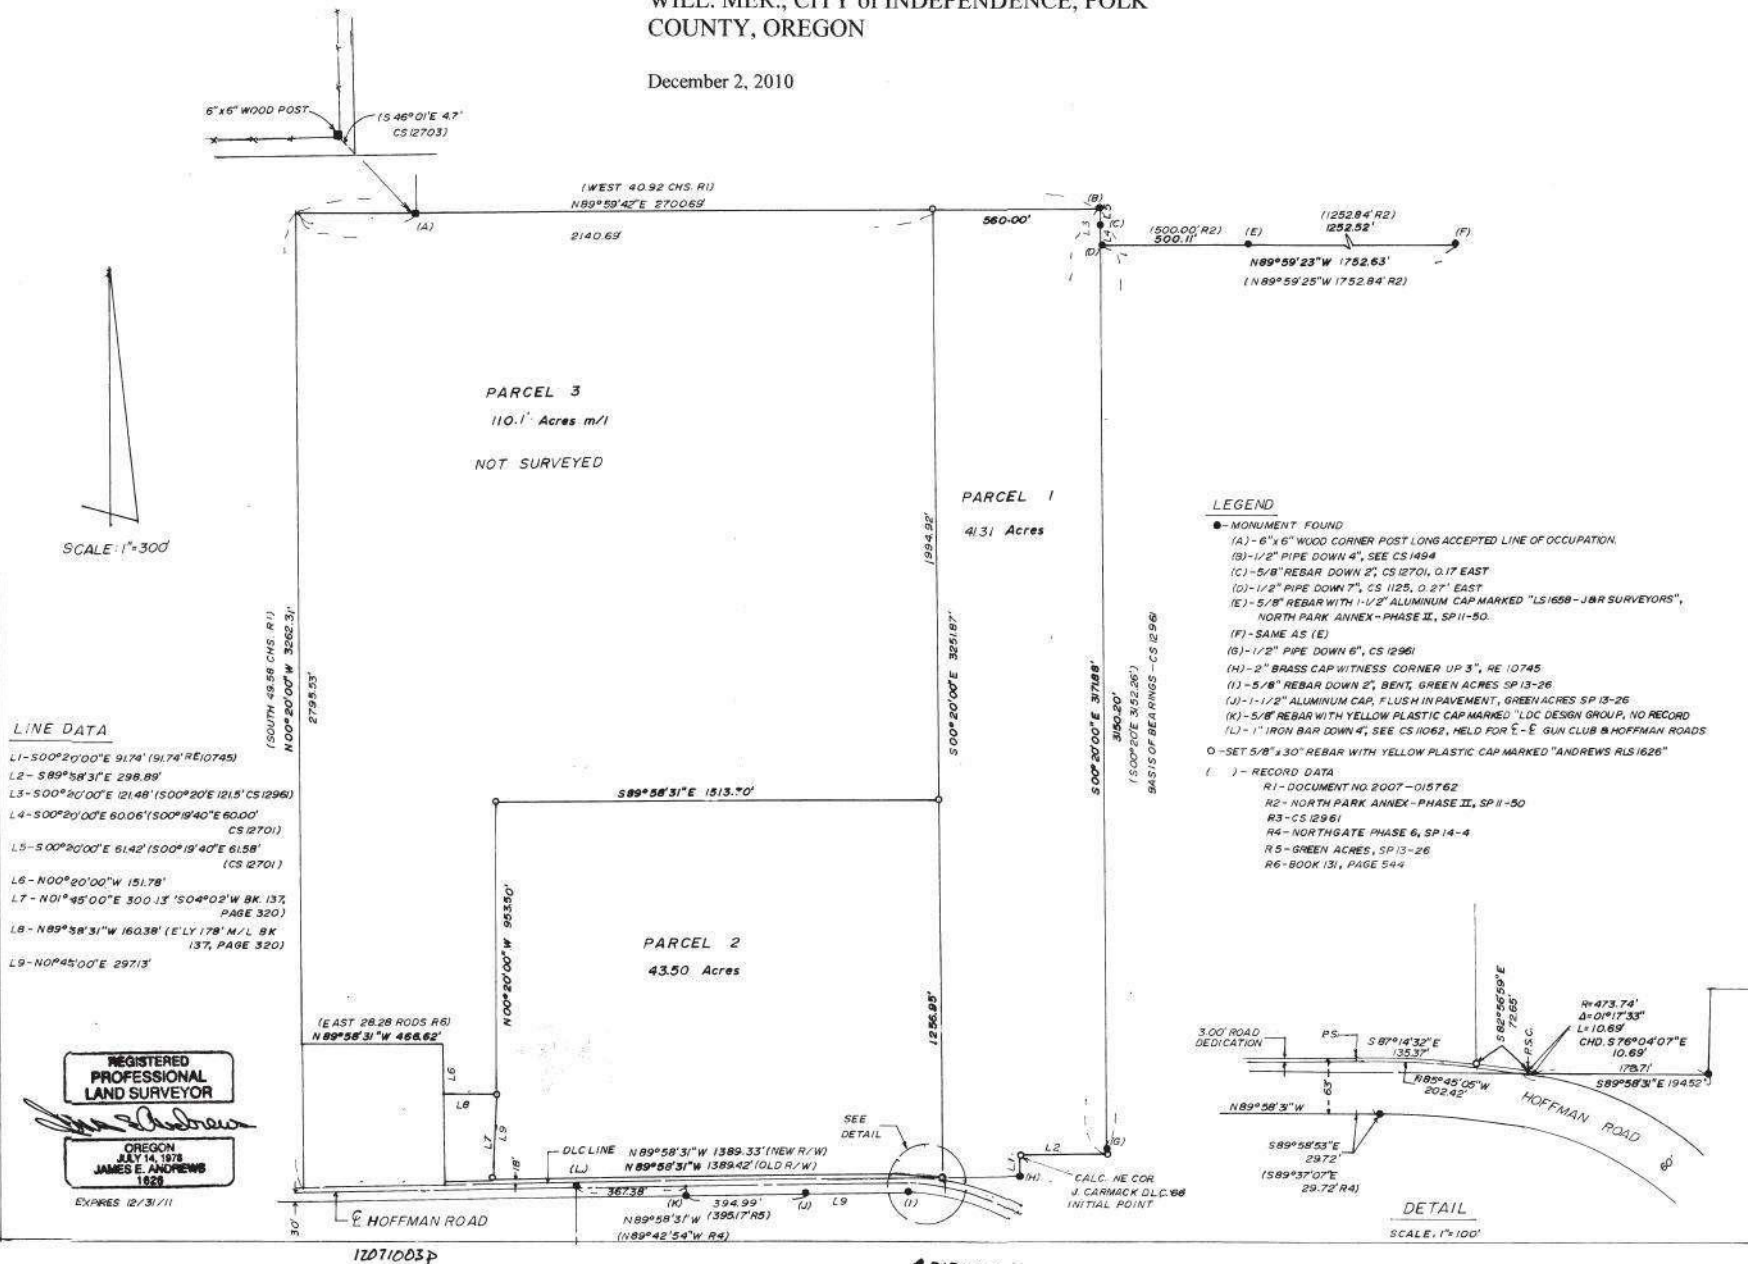 WILL. MER., CITY of INDEPENDENCE, POLK
COUNTY, OREGON
December 2, 2010
6"x6" WOOD POST
(S 46°01'E 4.7'
CS 12703)
(WEST 40.92 CHS. R1)
N89°59'42"E 2700.69'
(A)
2140.69'
560.00'
(B)
L5
L3
(C)
L4
(D)
(500.00' R2)
500.11'
(E)
(1252.84' R2)
1252.52'
(F)
N89°59'23"W 1752.63'
(N89°59'25"W 1752.84' R2)
SCALE: 1"=300'
PARCEL 3
110.1' Acres m/l
NOT SURVEYED
PARCEL 1
41.31 Acres
1994.92'
S00°20'00"E 3251.87'
(SOUTH 49.58 CHS. R1)
N00°20'00"W 3262.31'
2795.53'
S00°20'00"E 3171.88'
3150.20'
(S00°20'E 3152.26')
BASIS OF BEARINGS - CS 12961
LEGEND
●- MONUMENT FOUND
(A) - 6"x 6" WOOD CORNER POST LONG ACCEPTED LINE OF OCCUPATION.
(B)-1/2" PIPE DOWN 4", SEE CS 1494
(C)-5/8" REBAR DOWN 2", CS 12701, 0.17 EAST
(D)-1/2" PIPE DOWN 7", CS 1125, 0.27' EAST
(E)-5/8" REBAR WITH 1-1/2" ALUMINUM CAP MARKED "LS1658-J&R SURVEYORS",
NORTH PARK ANNEX-PHASE II, SP 11-50.
(F)-SAME AS (E)
(G)-1/2" PIPE DOWN 6", CS 12961
(H)-2" BRASS CAP WITNESS CORNER UP 3", RE 10745
(I)-5/8" REBAR DOWN 2", BENT, GREEN ACRES SP 13-26
(J)-1-1/2" ALUMINUM CAP, FLUSH IN PAVEMENT, GREEN ACRES SP 13-26
(K)-5/8" REBAR WITH YELLOW PLASTIC CAP MARKED "LDC DESIGN GROUP, NO RECORD
(L)-1" IRON BAR DOWN 4", SEE CS 11062, HELD FOR ℄-℄ GUN CLUB & HOFFMAN ROADS
O -SET 5/8"x30" REBAR WITH YELLOW PLASTIC CAP MARKED "ANDREWS RLS 1626"
( ) - RECORD DATA
R1-DOCUMENT NO. 2007-015762
R2-NORTH PARK ANNEX-PHASE II, SP 11-50
R3-CS 12961
R4-NORTHGATE PHASE 6, SP 14-4
R5-GREEN ACRES, SP 13-26
R6-BOOK 131, PAGE 544
LINE DATA
L1-S00°20'00"E 91.74' (91.74' RE10745)
L2-S89°58'31"E 298.89'
L3-S00°20'00"E 121.48' (S00°20'E 121.5' CS12961)
L4-S00°20'00"E 60.06' (S00°19'40"E 60.00'
CS 12701)
L5-S00°20'00"E 61.42' (S00°19'40"E 61.58'
(CS 12701)
L6-N00°20'00"W 151.78'
L7-N01°45'00"E 300.13' 'S04°02'W BK. 137,
PAGE 320)
L8-N89°58'31"W 160.38' (E'LY 178' M/L BK
137, PAGE 320)
L9-N01°45'00"E 297.13'
S89°58'31"E 1513.70'
N00°20'00"W 953.50'
PARCEL 2
43.50 Acres
1256.95'
(EAST 28.28 RODS R6)
N89°58'31"W 466.62'
L6
L8
L7
L9
18'
REGISTERED
PROFESSIONAL
LAND SURVEYOR
James E Andrews
OREGON
JULY 14, 1978
JAMES E. ANDREWS
1626
EXPIRES 12/31/11
DLC LINE
N89°58'31"W 1389.33' (NEW R/W)
N89°58'31"W 1389.42' (OLD R/W)
(L)
367.38'
(K)
394.99'
(J)
L9
(I)
N89°58'31"W (395.17' R5)
(N89°42'54"W R4)
30'
℄ HOFFMAN ROAD
SEE
DETAIL
L2
L1
(G)
(H)
CALC. NE COR.
J. CARMACK D.L.C. 68
INITIAL POINT
3.00' ROAD
DEDICATION
P.S.
S 87°14'32"E
135.37'
S82°56'59"E
72.65'
P.S.C.
R=473.74'
Δ=01°17'33"
L=10.69'
CHD. S76°04'07"E
10.69'
178.71'
S89°58'31"E 194.52'
N85°45'05"W
202.42'
63'
N89°58'31"W
HOFFMAN ROAD
60'
S89°58'53"E
29.72'
(S89°37'07"E
29.72' R4)
DETAIL
SCALE, 1"=100'
12071003P